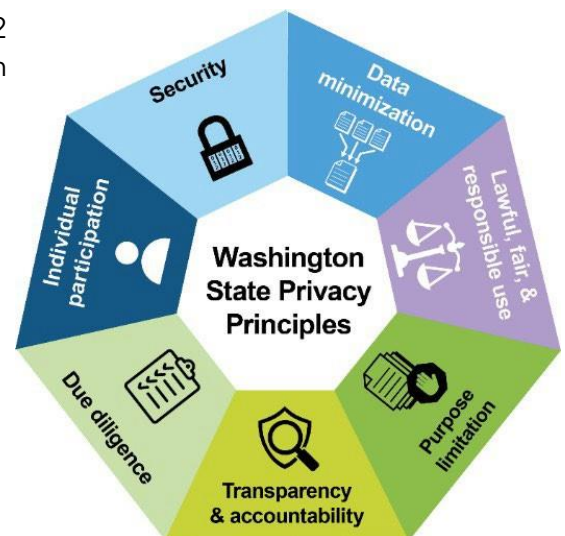 2
n
Security
Data
minimization
Lawful, fair, &
responsible use
Purpose
limitation
Transparency
& accountability
Due diligence
Individual
participation
Washington
State Privacy
Principles